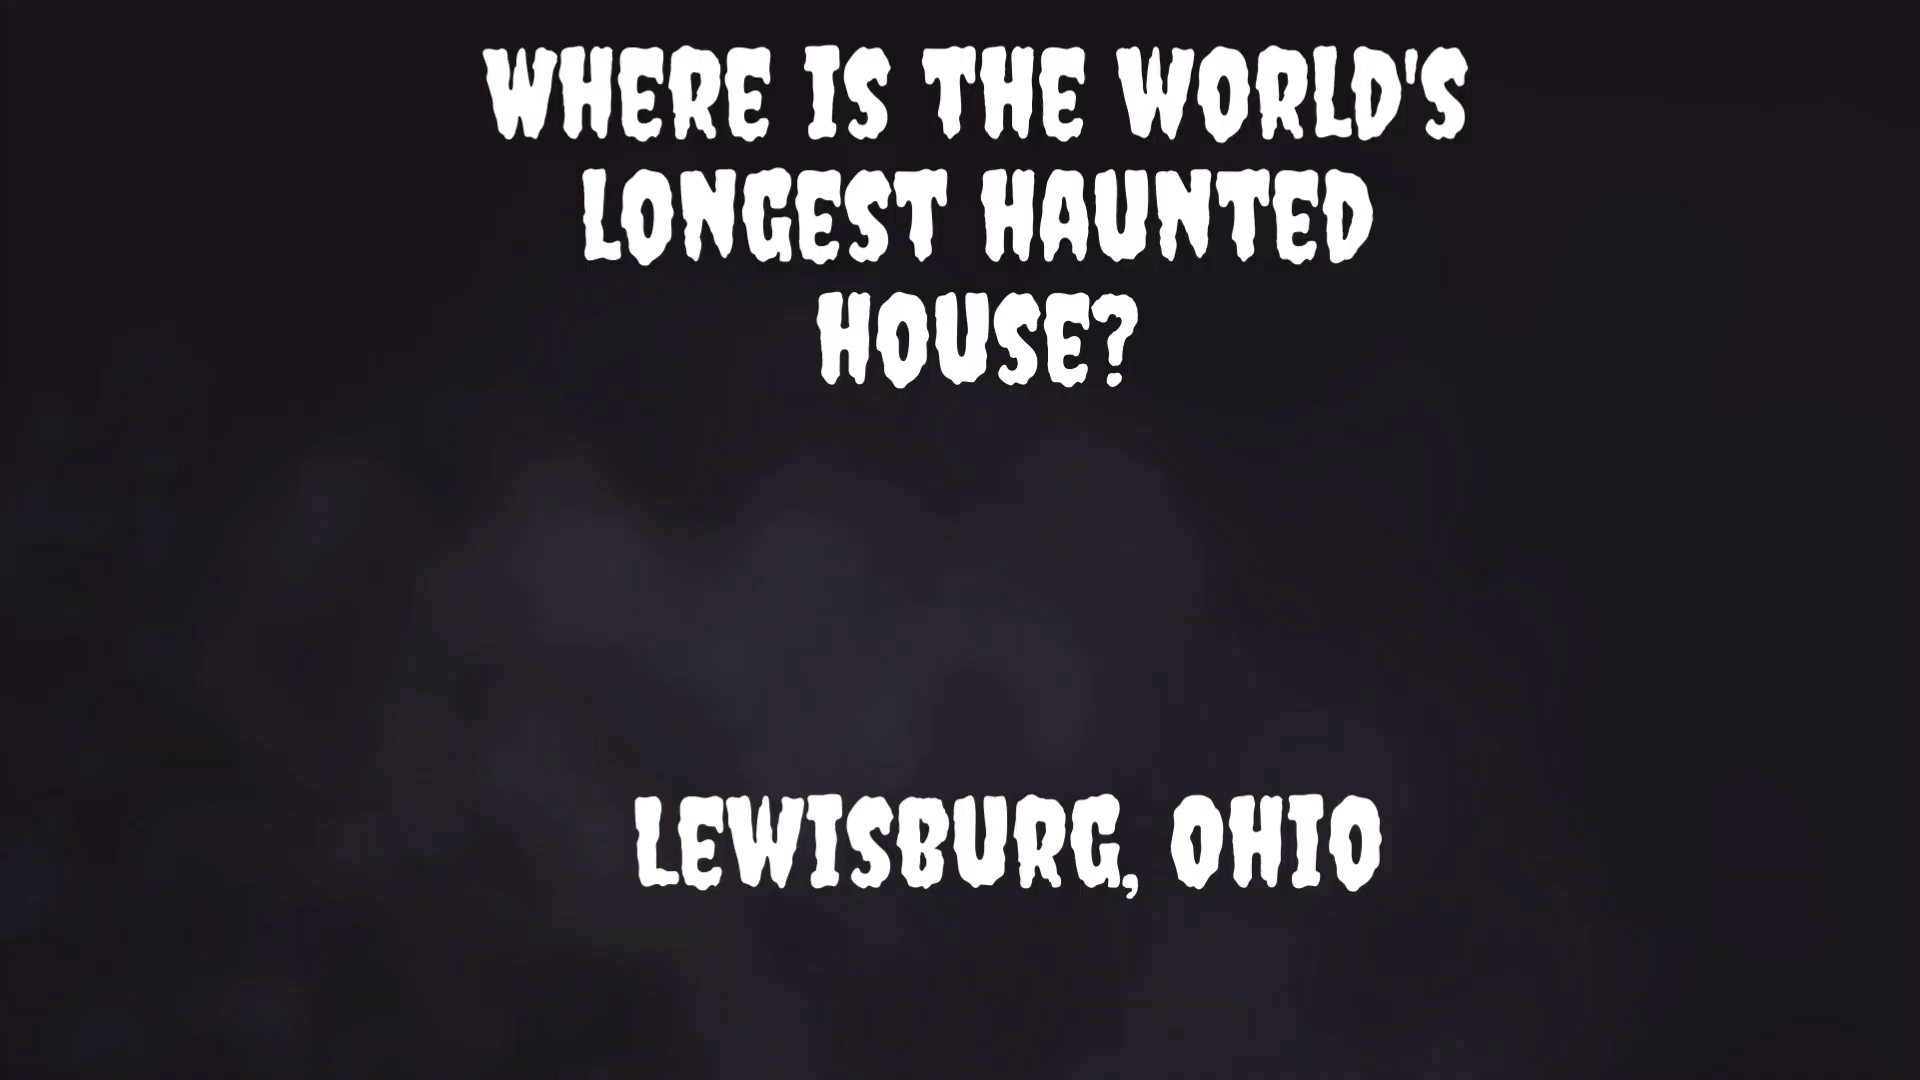 WHERE IS THE WORLD'S
LONGEST HAUNTED
HOUSE?
LEWISBURG, OHIO